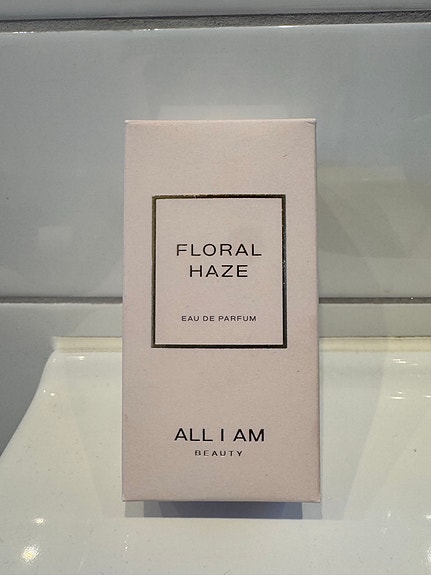 FLORAL
HAZE
EAU DE PARFUM
ALL I AM
BEAUTY